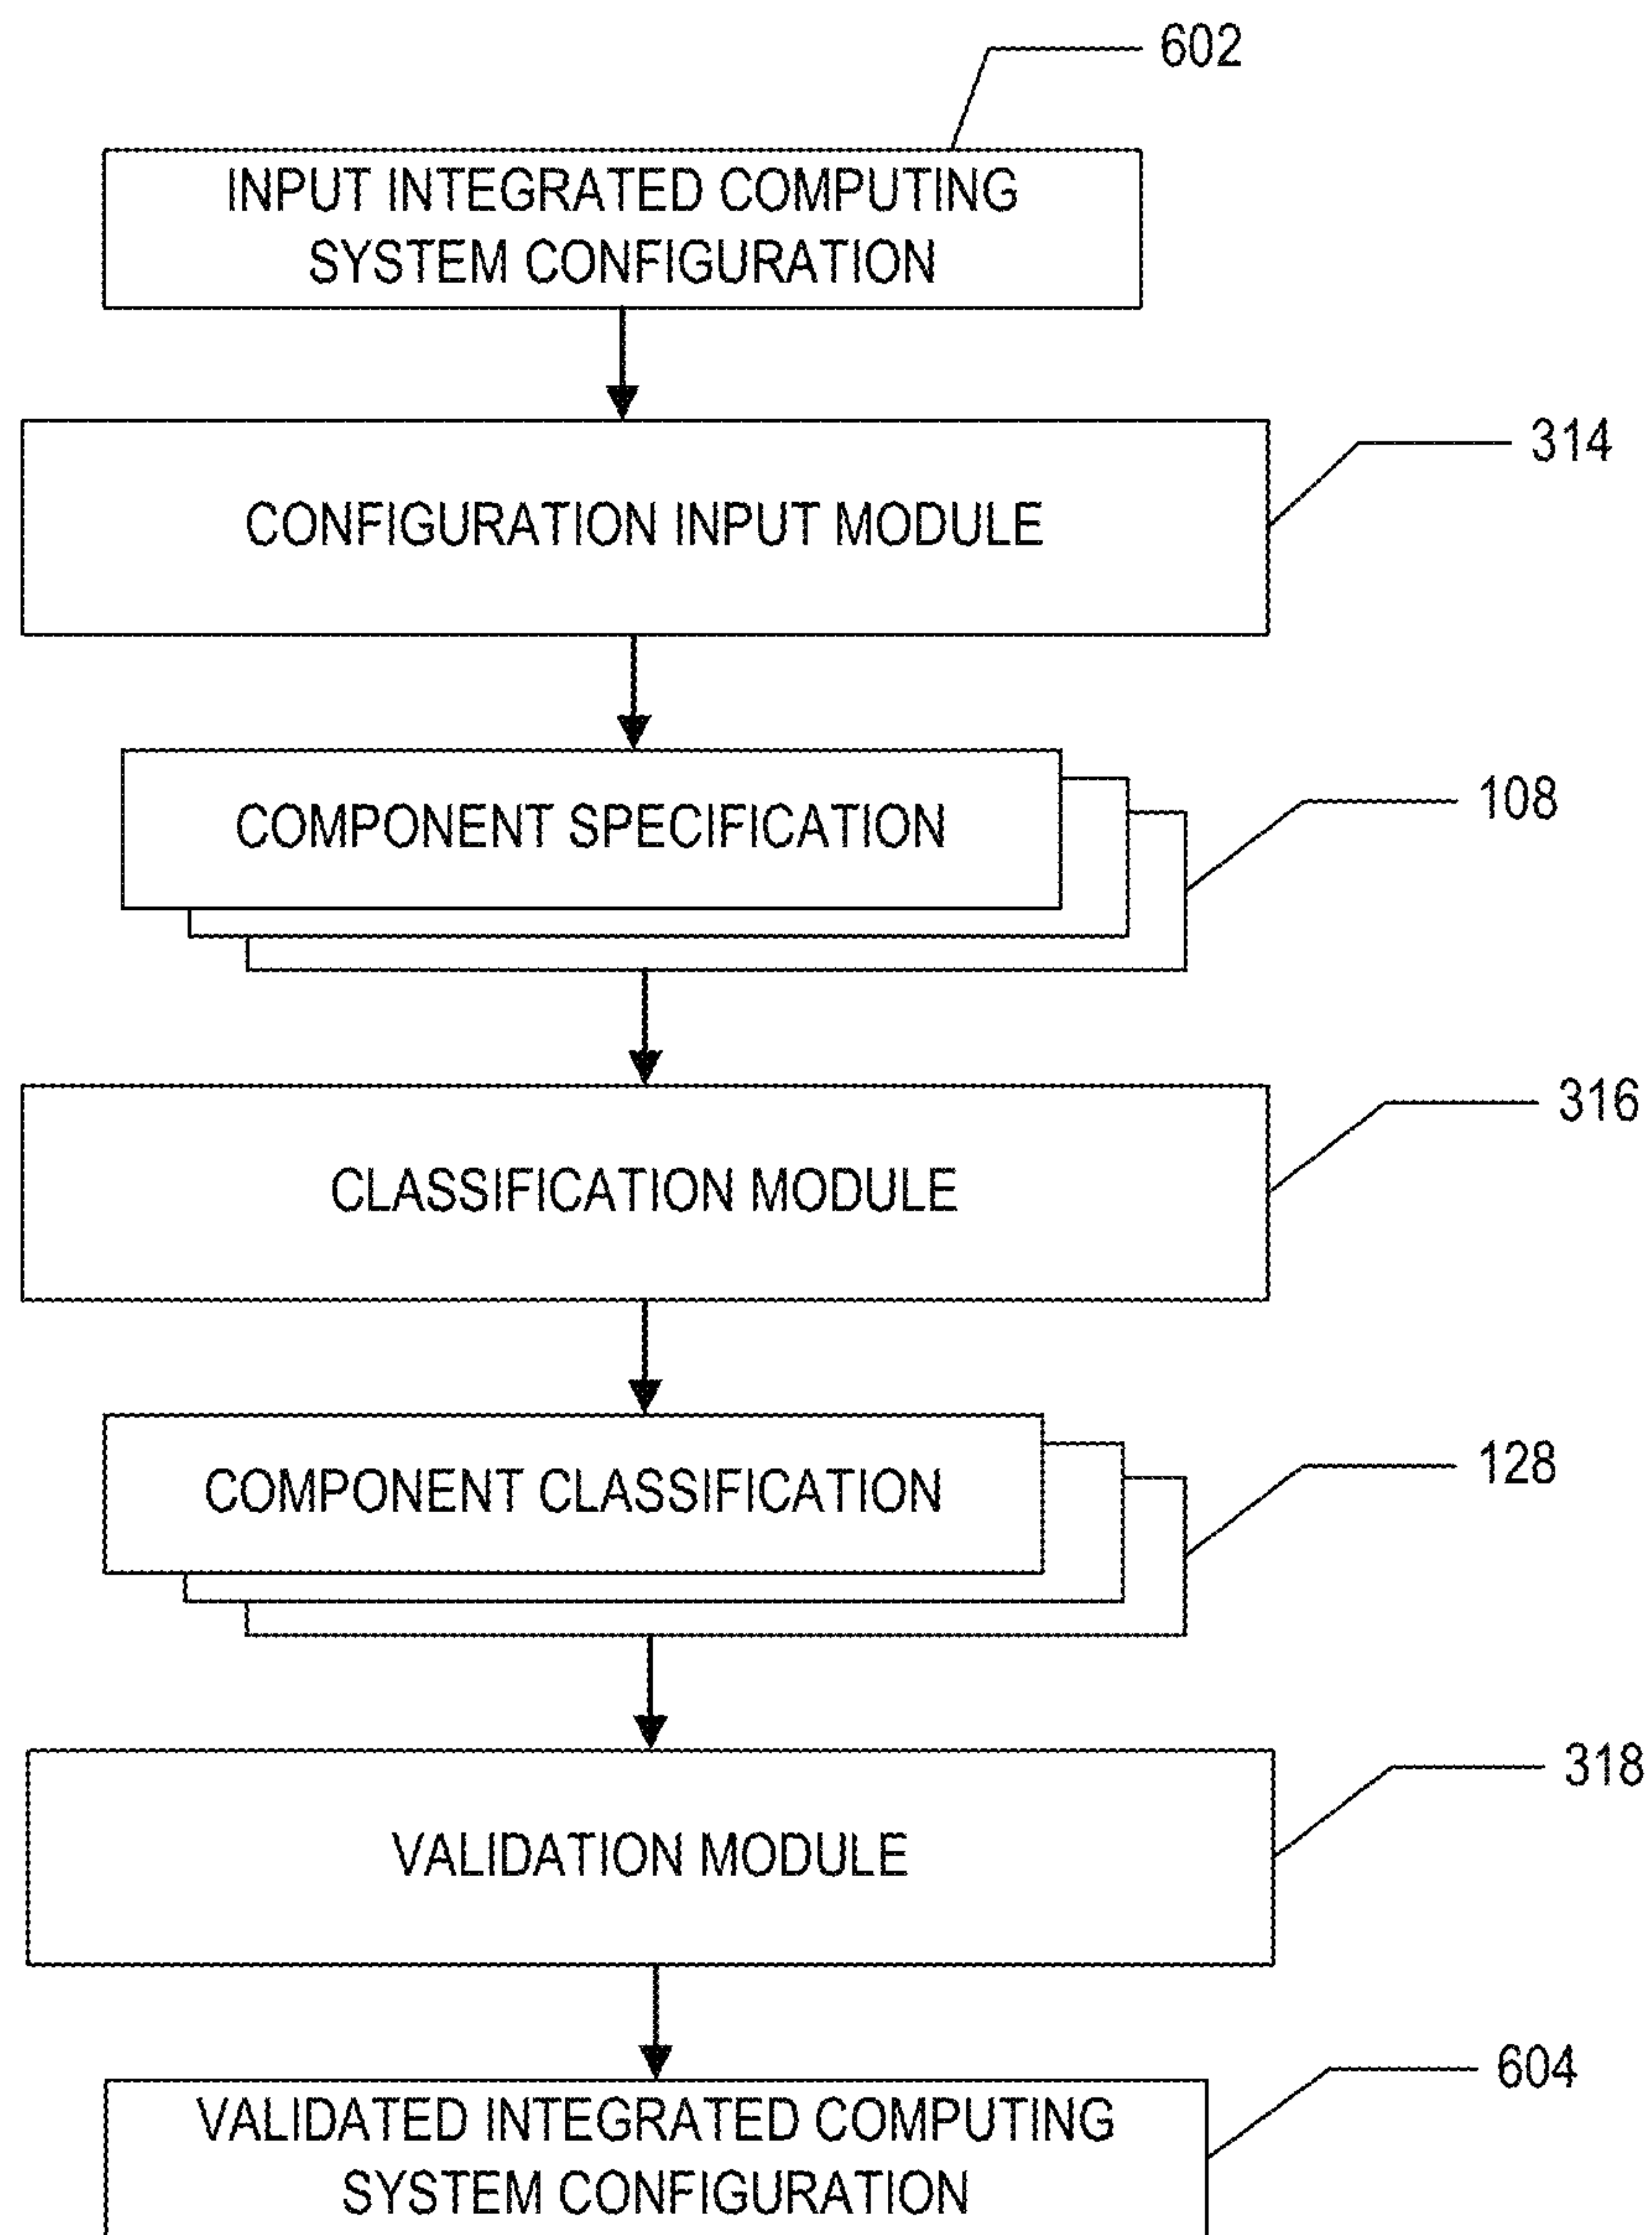 602
INPUT INTEGRATED COMPUTING
SYSTEM CONFIGURATION
314
CONFIGURATION INPUT MODULE
108
COMPONENT SPECIFICATION
316
CLASSIFICATION MODULE
128
COMPONENT CLASSIFICATION
318
VALIDATION MODULE
604
VALIDATED INTEGRATED COMPUTING
SYSTEM CONFIGURATION